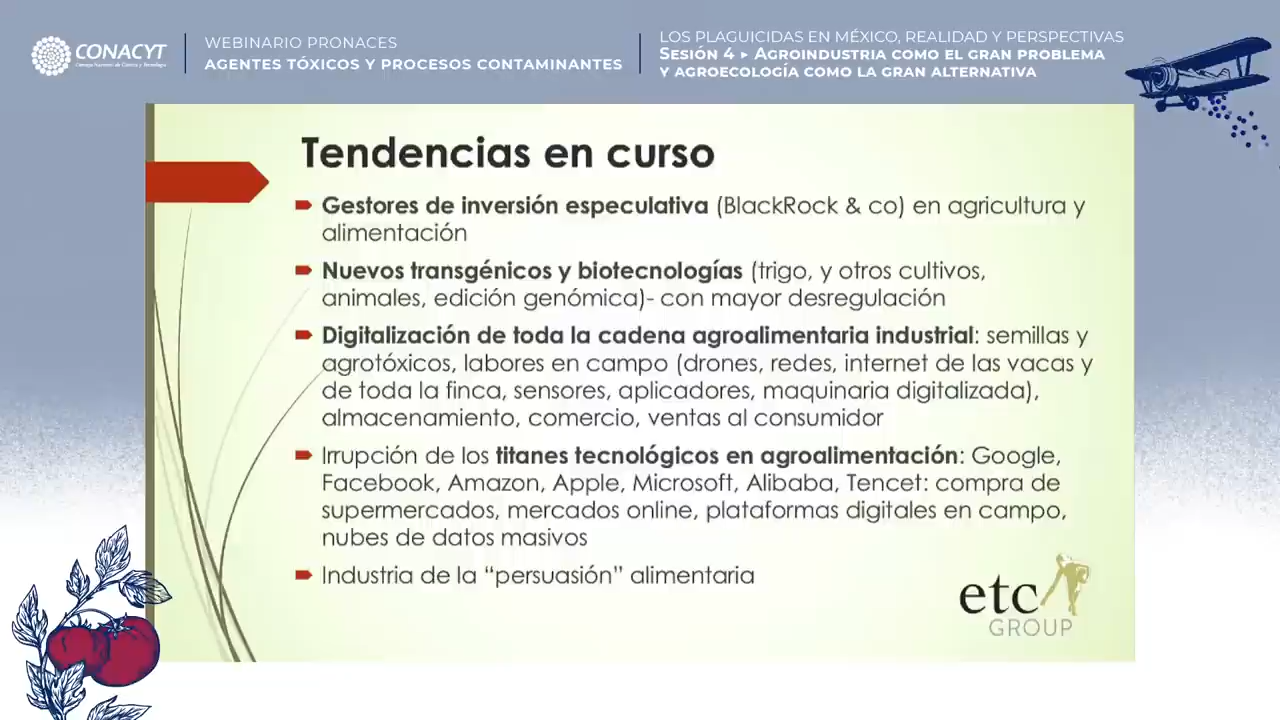 CONACYT
Consejo Nacional de Ciencia y Tecnología
WEBINARIO PRONACES
AGENTES TÓXICOS Y PROCESOS CONTAMINANTES
LOS PLAGUICIDAS EN MÉXICO, REALIDAD Y PERSPECTIVAS
SESIÓN 4 ▸ AGROINDUSTRIA COMO EL GRAN PROBLEMA
Y AGROECOLOGÍA COMO LA GRAN ALTERNATIVA
Tendencias en curso
Gestores de inversión especulativa (BlackRock & co) en agricultura y
alimentación
Nuevos transgénicos y biotecnologías (trigo, y otros cultivos,
animales, edición genómica)- con mayor desregulación
Digitalización de toda la cadena agroalimentaria industrial: semillas y
agrotóxicos, labores en campo (drones, redes, internet de las vacas y
de toda la finca, sensores, aplicadores, maquinaria digitalizada),
almacenamiento, comercio, ventas al consumidor
Irrupción de los titanes tecnológicos en agroalimentación: Google,
Facebook, Amazon, Apple, Microsoft, Alibaba, Tencet: compra de
supermercados, mercados online, plataformas digitales en campo,
nubes de datos masivos
Industria de la “persuasión” alimentaria
etc
GROUP